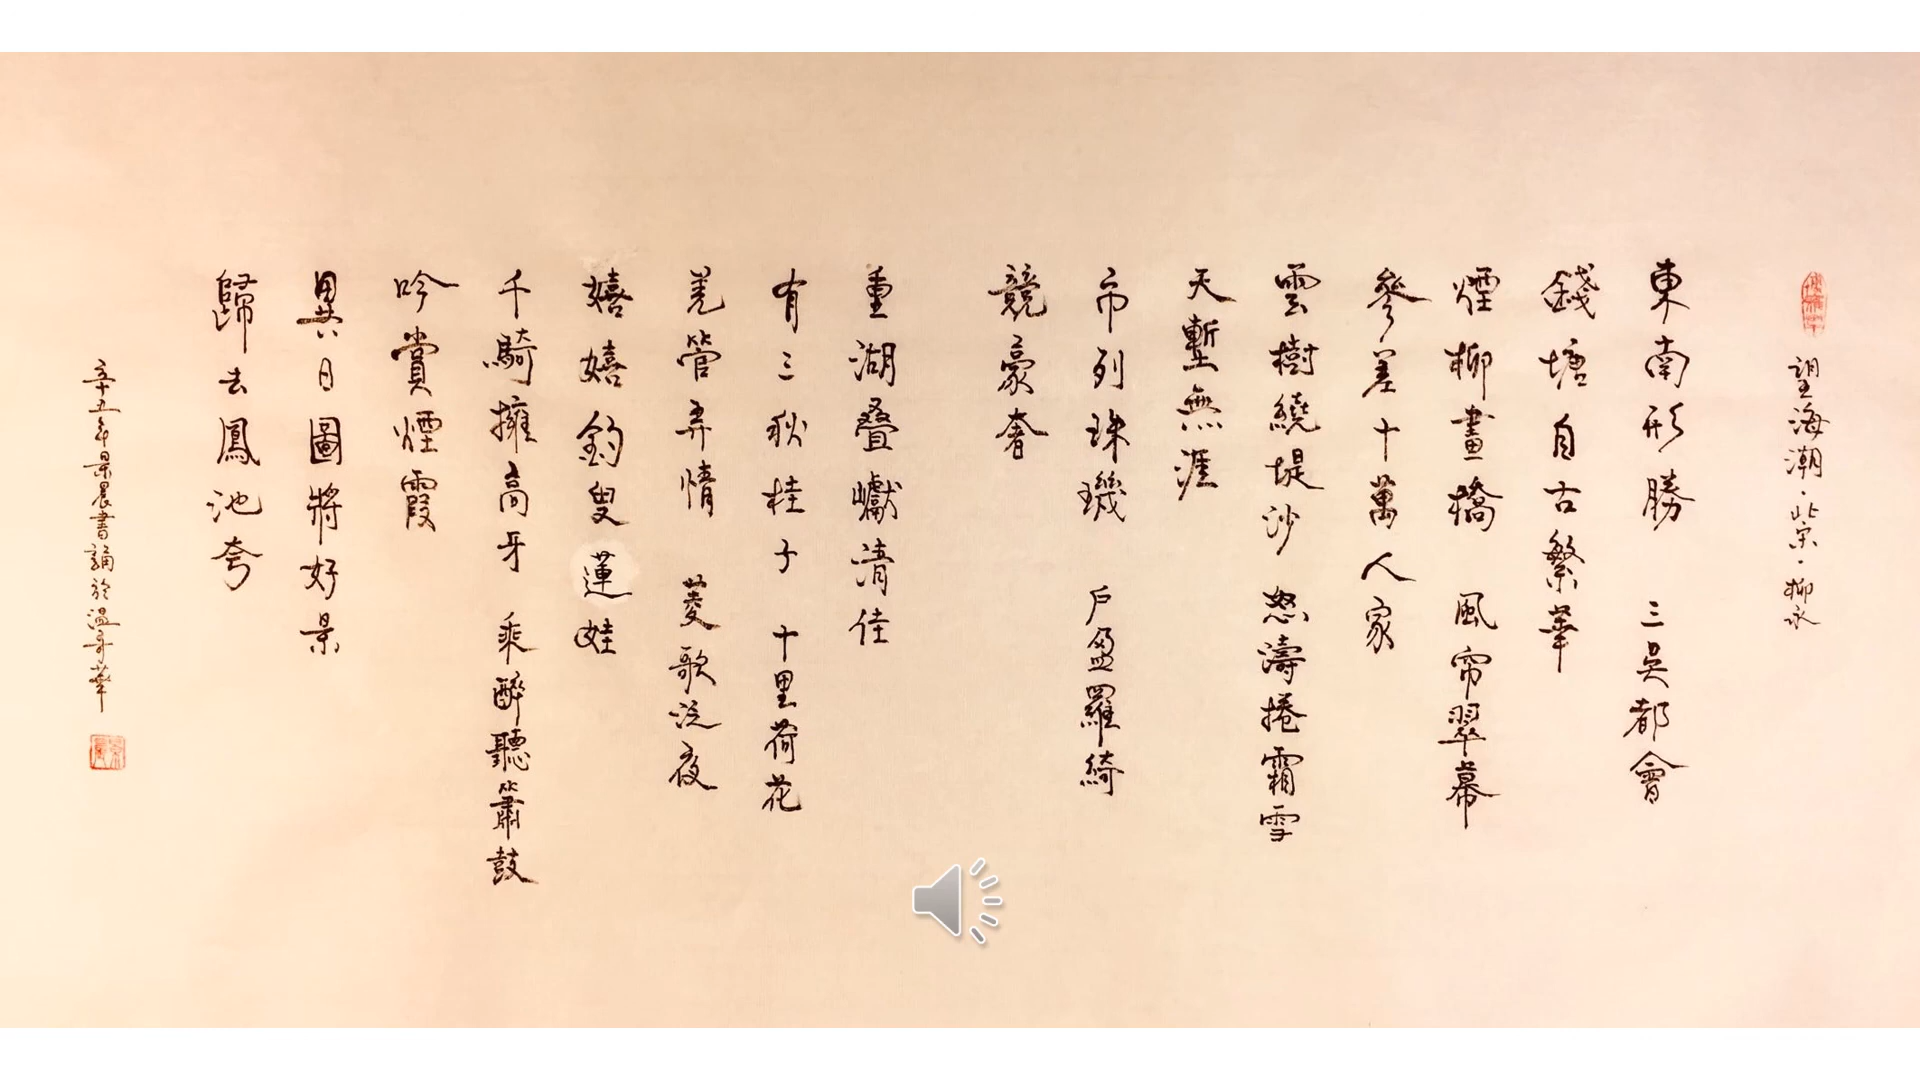 望海潮·北宋·柳永
東南形勝 三吳都會
錢塘自古繁華
煙柳畫橋 風帘翠幕
參差十萬人家
雲樹繞堤沙 怒濤捲霜雪
天塹無涯
市列珠璣 戶盈羅綺
競豪奢
重湖叠巘清佳
有三秋桂子 十里荷花
羌管弄情 菱歌泛夜
嬉嬉釣叟蓮娃
千騎擁高牙 乘醉聽簫鼓
吟賞煙霞
異日圖將好景
歸去鳳池夸
辛丑年景晨書誦於溫哥華